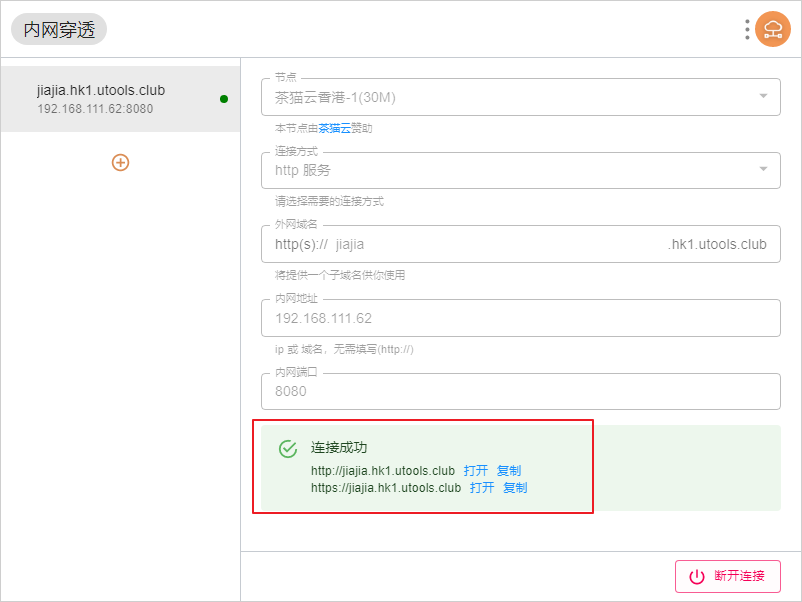 内网穿透
jiajia.hk1.utools.club
192.168.111.62:8080
节点
茶猫云香港-1(30M)
本节点由茶猫云赞助
连接方式
http 服务
请选择需要的连接方式
外网域名
http(s):// jiajia .hk1.utools.club
将提供一个子域名供你使用
内网地址
192.168.111.62
ip 或 域名，无需填写(http://)
内网端口
8080
连接成功
http://jiajia.hk1.utools.club 打开 复制
https://jiajia.hk1.utools.club 打开 复制
断开连接